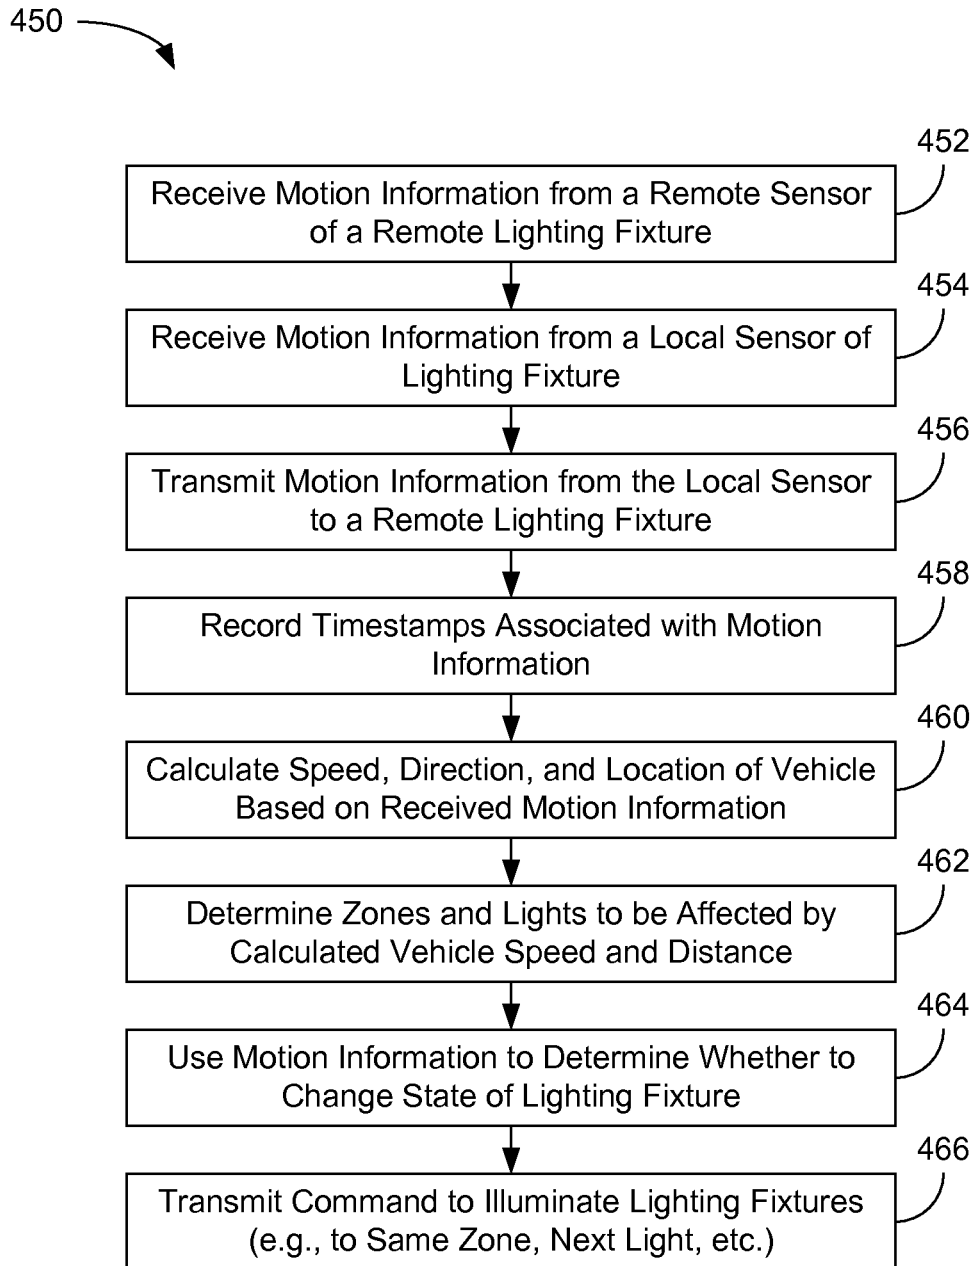 450
452
Receive Motion Information from a Remote Sensor
of a Remote Lighting Fixture
454
Receive Motion Information from a Local Sensor of
Lighting Fixture
456
Transmit Motion Information from the Local Sensor
to a Remote Lighting Fixture
458
Record Timestamps Associated with Motion
Information
460
Calculate Speed, Direction, and Location of Vehicle
Based on Received Motion Information
462
Determine Zones and Lights to be Affected by
Calculated Vehicle Speed and Distance
464
Use Motion Information to Determine Whether to
Change State of Lighting Fixture
466
Transmit Command to Illuminate Lighting Fixtures
(e.g., to Same Zone, Next Light, etc.)